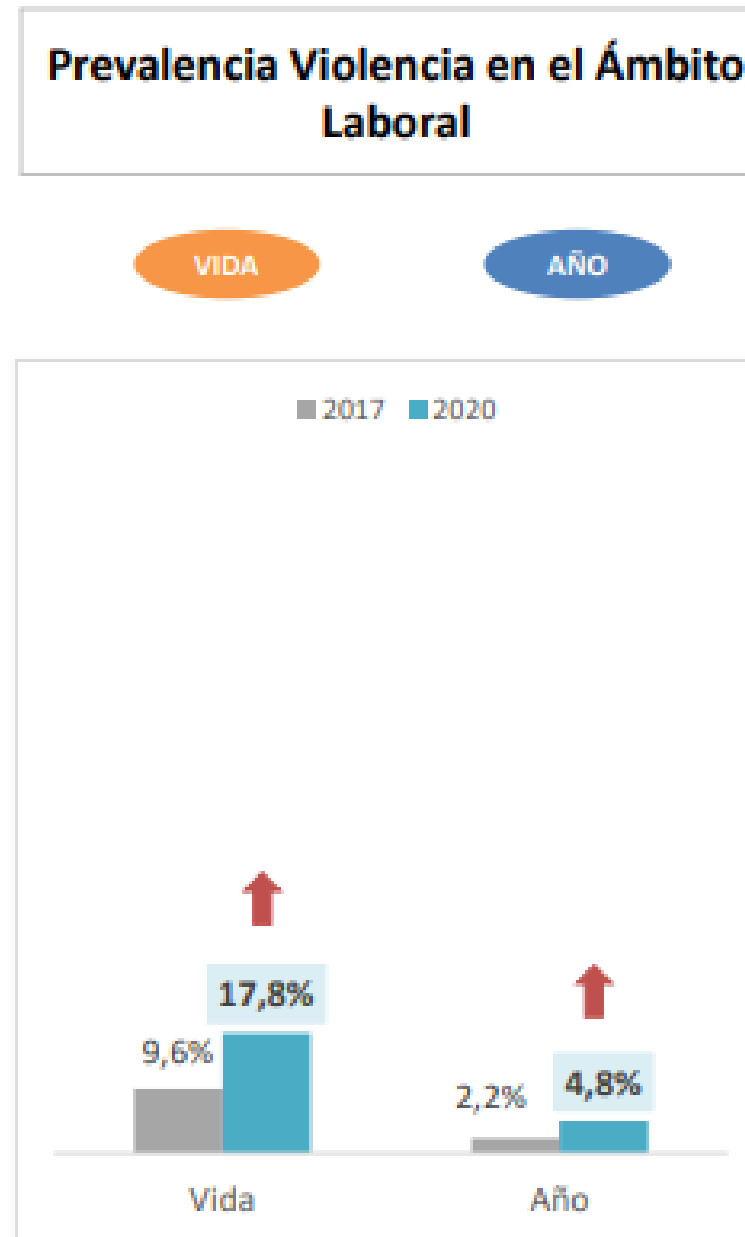 Prevalencia Violencia en el Ámbito
Laboral
VIDA
AÑO
2017 2020
17,8%
9,6%
4,8%
2,2%
Vida
Año